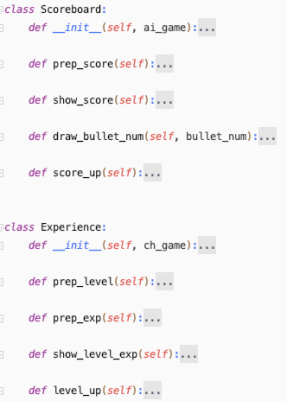 class Scoreboard:
    def __init__(self, ai_game):...
    def prep_score(self):...
    def show_score(self):...
    def draw_bullet_num(self, bullet_num):...
    def score_up(self):...
class Experience:
    def __init__(self, ch_game):...
    def prep_level(self):...
    def prep_exp(self):...
    def show_level_exp(self):...
    def level_up(self):...